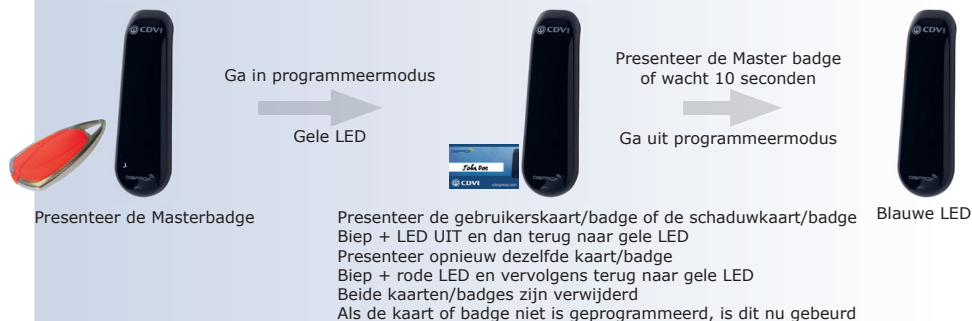 CDVI
CDVI
CDVI
Presenteer de Master badge
of wacht 10 seconden
Ga in programmeermodus
Gele LED
Ga uit programmeermodus
John Doe
CDVI
DIGIPROX
DIGIPROX
DIGIPROX
Presenteer de Masterbadge
Presenteer de gebruikerskaart/badge of de schaduwkaart/badge
Biep + LED UIT en dan terug naar gele LED
Presenteer opnieuw dezelfde kaart/badge
Biep + rode LED en vervolgens terug naar gele LED
Beide kaarten/badges zijn verwijderd
Als de kaart of badge niet is geprogrammeerd, is dit nu gebeurd
Blauwe LED